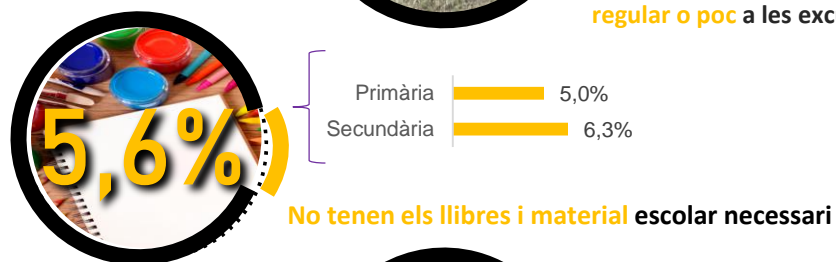 regular o poc a les exc
5,6%
Primària 5,0%
Secundària 6,3%
No tenen els llibres i material escolar necessari